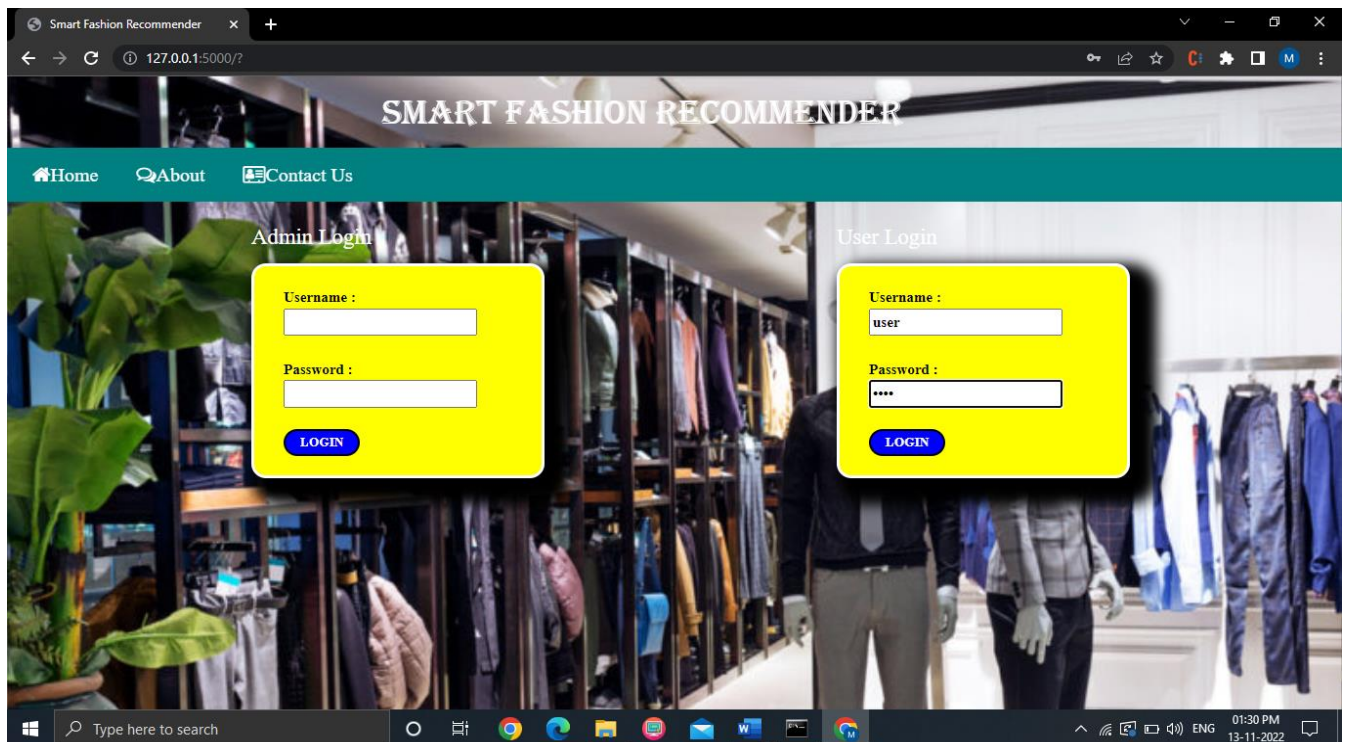 Smart Fashion Recommender
127.0.0.1:5000/?
M
SMART FASHION RECOMMENDER
Home About Contact Us
Admin Login
Username :
Password :
LOGIN
User Login
Username :
user
Password :
••••
LOGIN
Type here to search
W
M
ENG
01:30 PM
13-11-2022